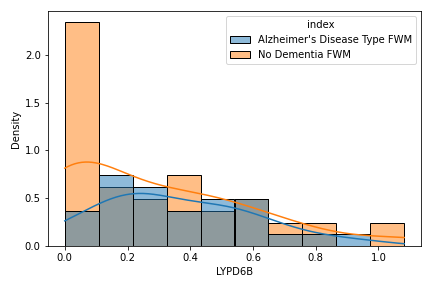 index
Alzheimer's Disease Type FWM
No Dementia FWM
2.0
1.5
1.0
0.5
0.0
Density
0.0 0.2 0.4 0.6 0.8 1.0
LYPD6B